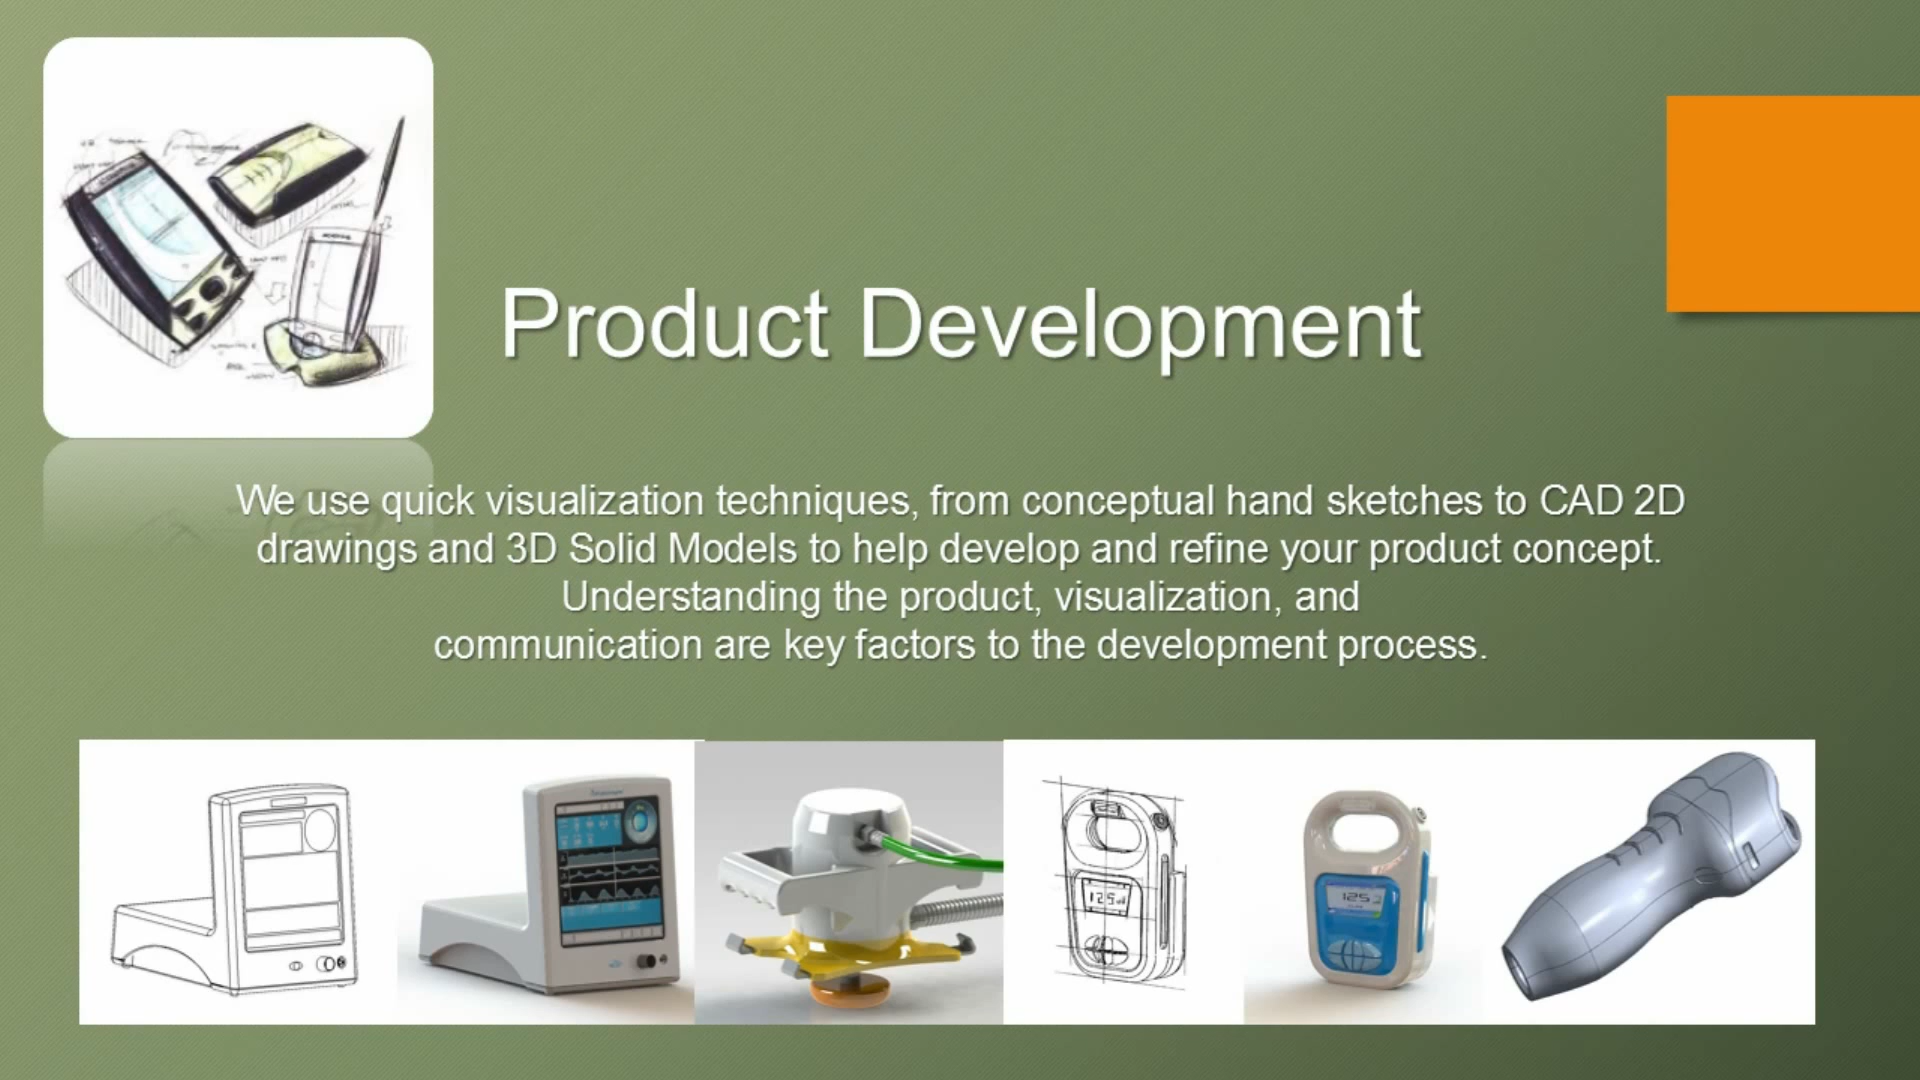 Product Development
We use quick visualization techniques, from conceptual hand sketches to CAD 2D
drawings and 3D Solid Models to help develop and refine your product concept.
Understanding the product, visualization, and
communication are key factors to the development process.
125
125